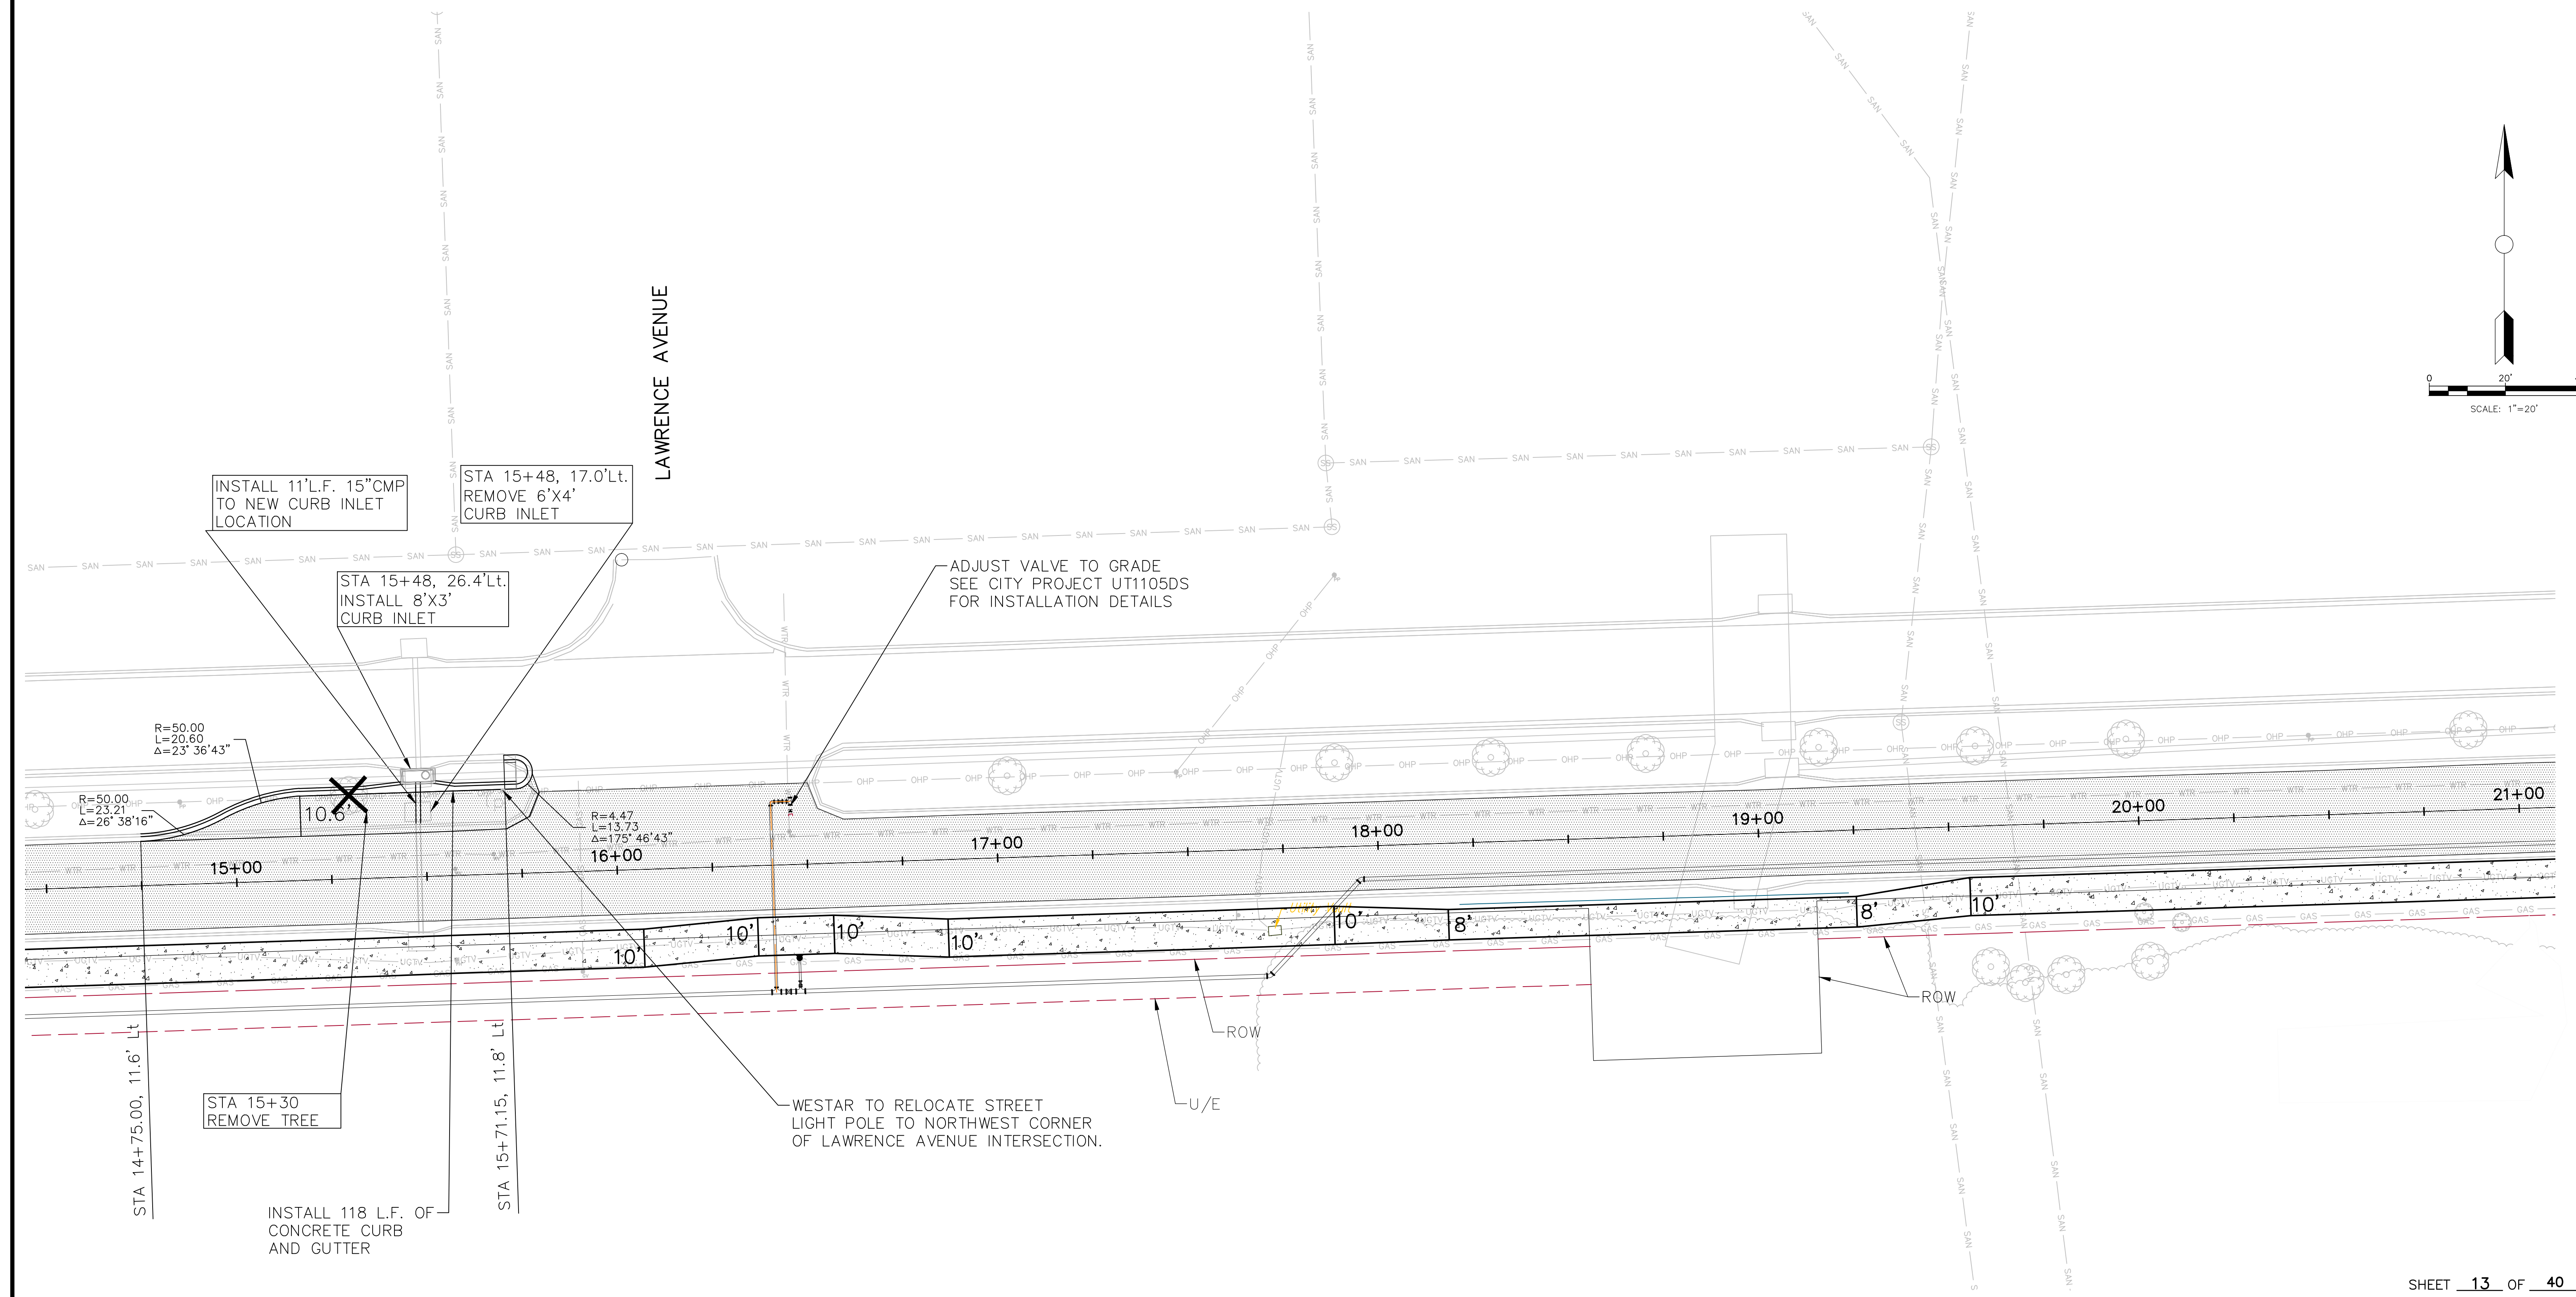 LAWRENCE AVENUE
0
20'
SCALE: 1"=20'
INSTALL 11'L.F. 15"CMP
TO NEW CURB INLET
LOCATION
STA 15+48, 17.0'Lt.
REMOVE 6'X4'
CURB INLET
STA 15+48, 26.4'Lt.
INSTALL 8'X3'
CURB INLET
ADJUST VALVE TO GRADE
SEE CITY PROJECT UT1105DS
FOR INSTALLATION DETAILS
R=50.00
L=20.60
Δ=23° 36'43"
R=50.00
L=23.21
Δ=26° 38'16"
10.6'
R=4.47
L=13.73
Δ=175° 46'43"
15+00
16+00
17+00
18+00
19+00
20+00
21+00
10'
10'
10'
10'
10'
8'
8'
10'
ROW
ROW
U/E
STA 14+75.00, 11.6' Lt
STA 15+71.15, 11.8' Lt
STA 15+30
REMOVE TREE
INSTALL 118 L.F. OF
CONCRETE CURB
AND GUTTER
WESTAR TO RELOCATE STREET
LIGHT POLE TO NORTHWEST CORNER
OF LAWRENCE AVENUE INTERSECTION.
SAN
SS
OHP
WTR
UGTV
GAS
SHEET 13 OF 40